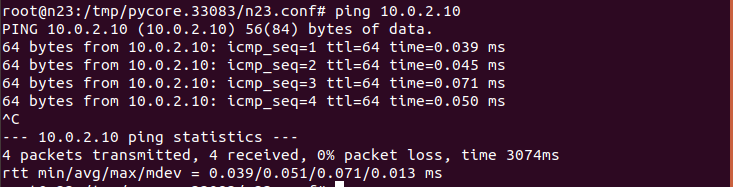 root@n23:/tmp/pycore.33083/n23.conf# ping 10.0.2.10
PING 10.0.2.10 (10.0.2.10) 56(84) bytes of data.
64 bytes from 10.0.2.10: icmp_seq=1 ttl=64 time=0.039 ms
64 bytes from 10.0.2.10: icmp_seq=2 ttl=64 time=0.045 ms
64 bytes from 10.0.2.10: icmp_seq=3 ttl=64 time=0.071 ms
64 bytes from 10.0.2.10: icmp_seq=4 ttl=64 time=0.050 ms
^C
--- 10.0.2.10 ping statistics ---
4 packets transmitted, 4 received, 0% packet loss, time 3074ms
rtt min/avg/max/mdev = 0.039/0.051/0.071/0.013 ms